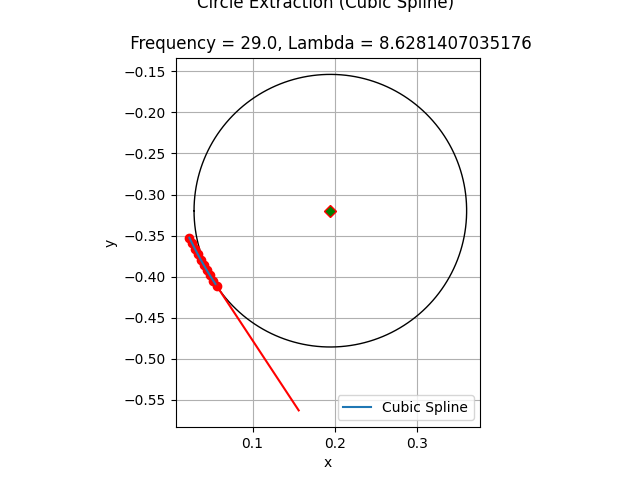 Circle Extraction (Cubic Spline)
Frequency = 29.0, Lambda = 8.6281407035176
−0.15
−0.20
−0.25
−0.30
−0.35
−0.40
−0.45
−0.50
−0.55
y
Cubic Spline
0.1
0.2
0.3
x